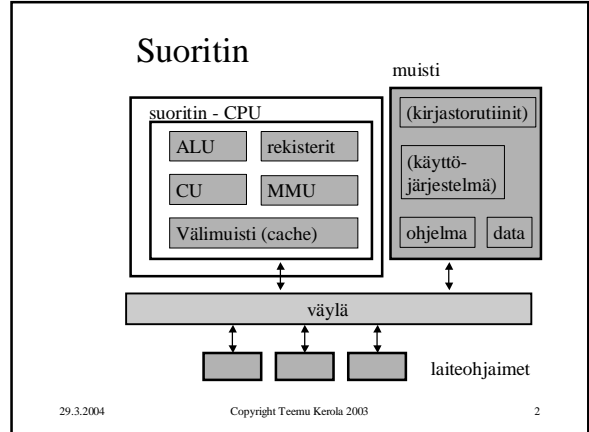 Suoritin
muisti
suoritin - CPU
ALU
rekisterit
CU
MMU
Välimuisti (cache)
(kirjastorutiinit)
(käyttö-
järjestelmä)
ohjelma
data
väylä
laiteohjaimet
29.3.2004
Copyright Teemu Kerola 2003
2